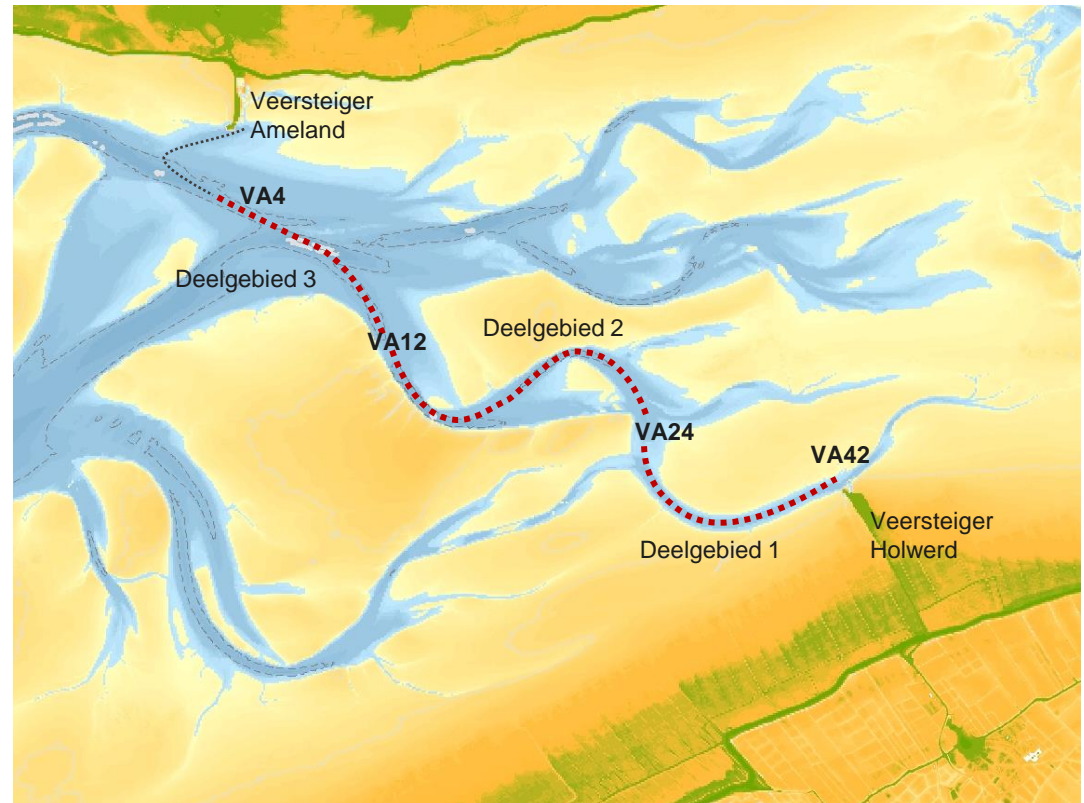 Veersteiger
Ameland
VA4
Deelgebied 3
Deelgebied 2
VA12
VA24
VA42
Veersteiger
Holwerd
Deelgebied 1